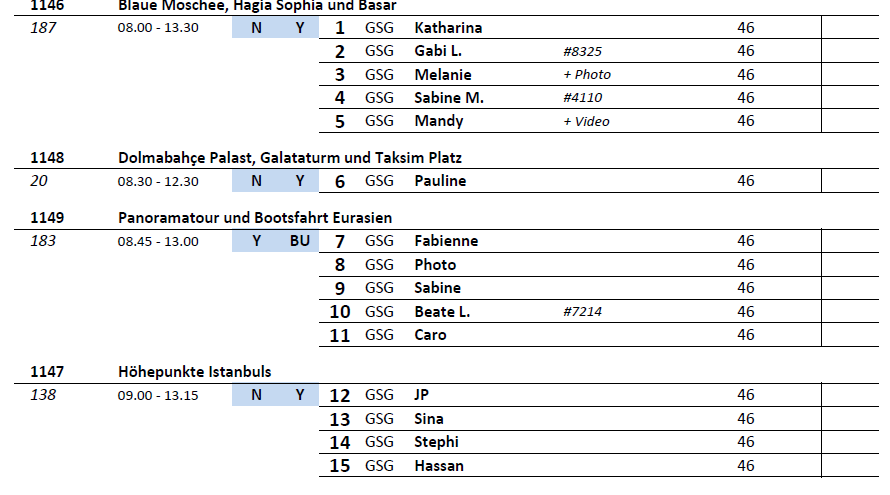 1146 Blaue Moschee, Hagia Sophia und Basar
187 08.00 - 13.30 N Y 1 GSG Katharina 46
2 GSG Gabi L. #8325 46
3 GSG Melanie + Photo 46
4 GSG Sabine M. #4110 46
5 GSG Mandy + Video 46
1148 Dolmabahçe Palast, Galataturm und Taksim Platz
20 08.30 - 12.30 N Y 6 GSG Pauline 46
1149 Panoramatour und Bootsfahrt Eurasien
183 08.45 - 13.00 Y BU 7 GSG Fabienne 46
8 GSG Photo 46
9 GSG Sabine 46
10 GSG Beate L. #7214 46
11 GSG Caro 46
1147 Höhepunkte Istanbuls
138 09.00 - 13.15 N Y 12 GSG JP 46
13 GSG Sina 46
14 GSG Stephi 46
15 GSG Hassan 46